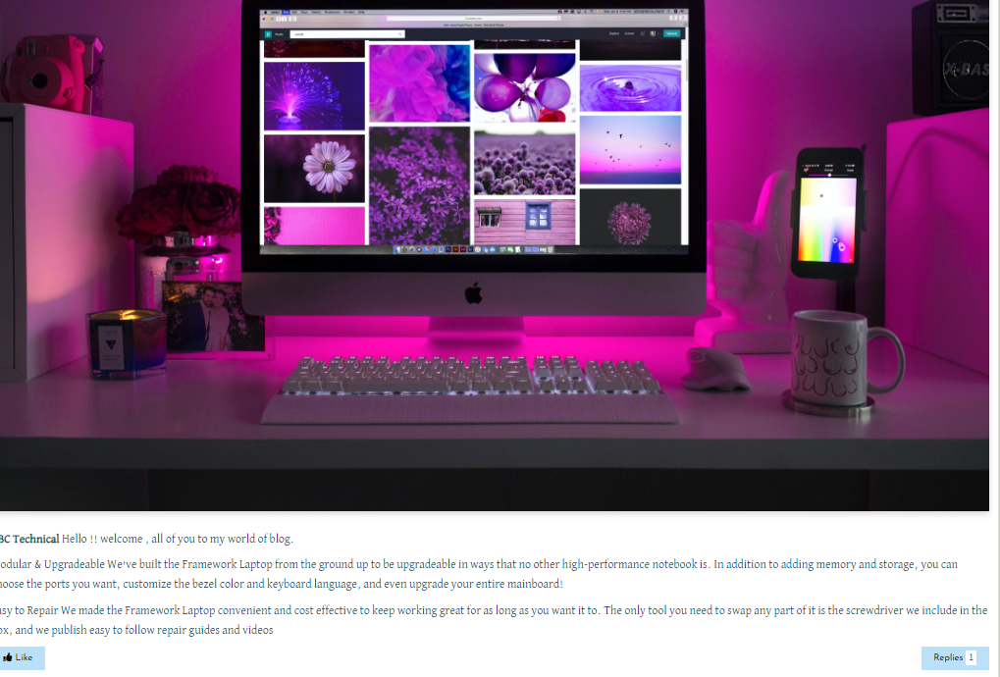 X-BAS
BC Technical Hello !! welcome , all of you to my world of blog.
odular & Upgradeable We've built the Framework Laptop from the ground up to be upgradeable in ways that no other high-performance notebook is. In addition to adding memory and storage, you can
oose the ports you want, customize the bezel color and keyboard language, and even upgrade your entire mainboard!
sy to Repair We made the Framework Laptop convenient and cost effective to keep working great for as long as you want it to. The only tool you need to swap any part of it is the screwdriver we include in the
ox, and we publish easy to follow repair guides and videos
Like
Replies 1